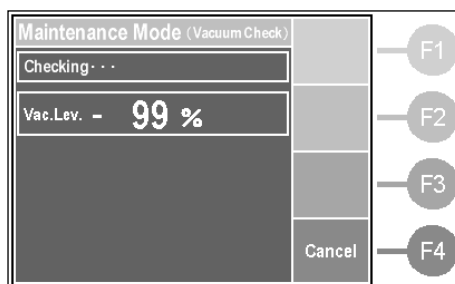 Maintenance Mode (Vacuum Check)
Checking・・・
Vac.Lev. - 99 %
Cancel
F1
F2
F3
F4